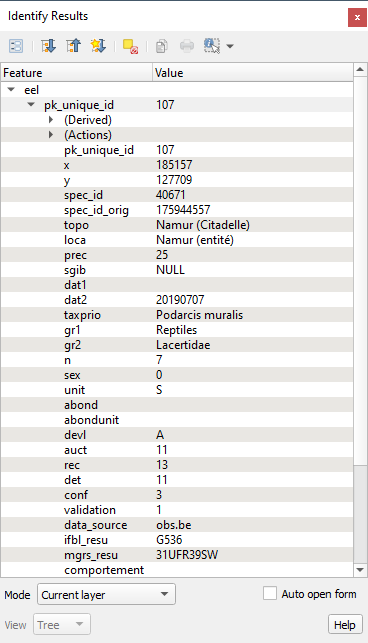 Identify Results
Feature Value
eel
pk_unique_id 107
(Derived)
(Actions)
pk_unique_id 107
x 185157
y 127709
spec_id 40671
spec_id_orig 175944557
topo Namur (Citadelle)
loca Namur (entité)
prec 25
sgib NULL
dat1
dat2 20190707
taxprio Podarcis muralis
gr1 Reptiles
gr2 Lacertidae
n 7
sex 0
unit S
abond
abondunit
devl A
auct 11
rec 13
det 11
conf 3
validation 1
data_source obs.be
ifbl_resu G536
mgrs_resu 31UFR39SW
comportement
Mode Current layer Auto open form
View Tree Help